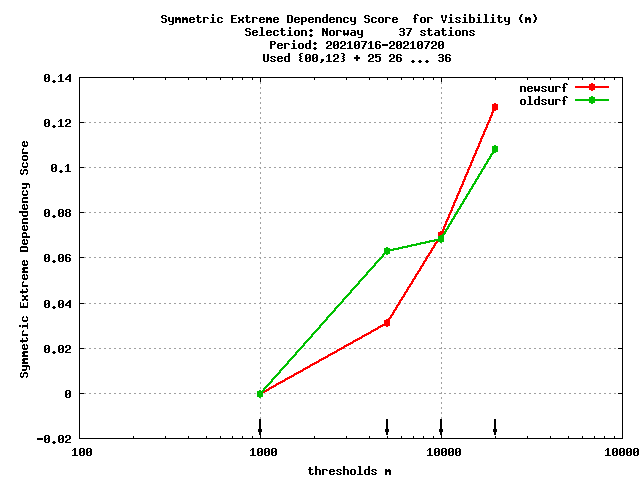 Symmetric Extreme Dependency Score  for Visibility (m)
Selection: Norway     37 stations
Period: 20210716-20210720
Used {00,12} + 25 26 ... 36
newsurf
oldsurf
Symmetric Extreme Dependency Score
0.14
0.12
0.1
0.08
0.06
0.04
0.02
0
-0.02
100 1000 10000 10000
thresholds m